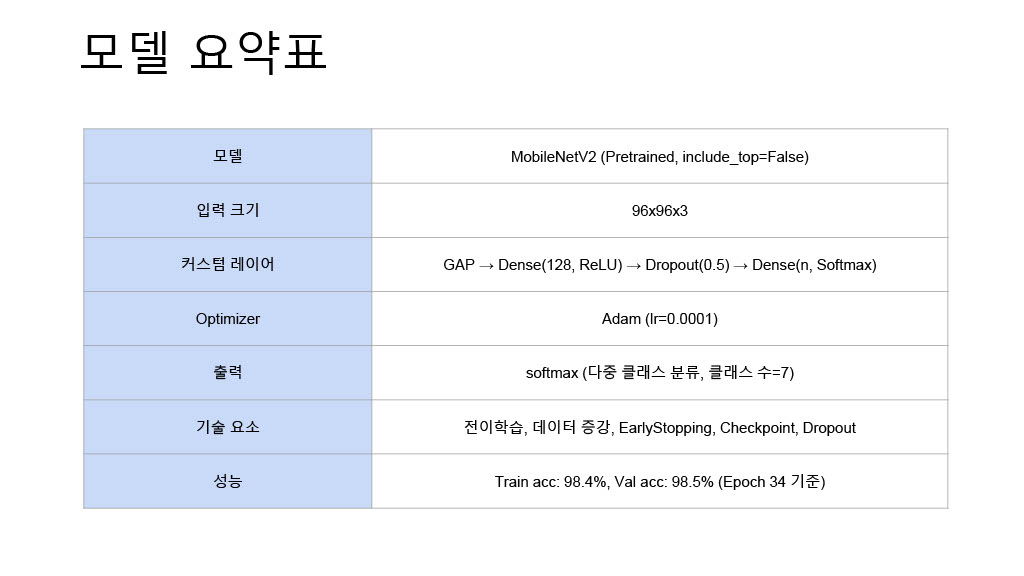 모델 요약표
모델 MobileNetV2 (Pretrained, include_top=False)
입력 크기 96x96x3
커스텀 레이어 GAP → Dense(128, ReLU) → Dropout(0.5) → Dense(n, Softmax)
Optimizer Adam (lr=0.0001)
출력 softmax (다중 클래스 분류, 클래스 수=7)
기술 요소 전이학습, 데이터 증강, EarlyStopping, Checkpoint, Dropout
성능 Train acc: 98.4%, Val acc: 98.5% (Epoch 34 기준)